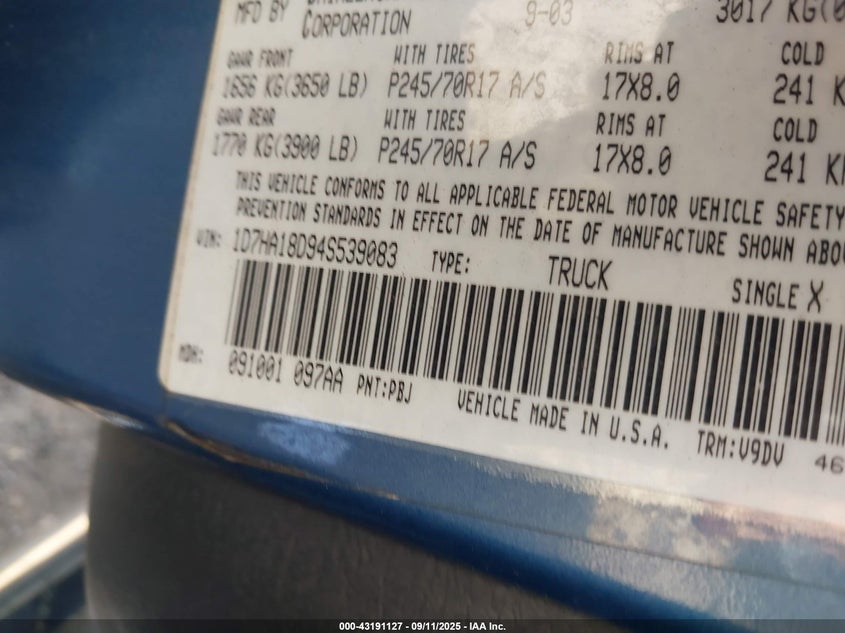 MFD BY
CORPORATION 9-03 3017 KG(
GAWR FRONT WITH TIRES RIMS AT COLD
1656 KG(3650 LB) P245/70R17 A/S 17X8.0 241 K
GAWR REAR WITH TIRES RIMS AT COLD
1770 KG(3900 LB) P245/70R17 A/S 17X8.0 241 K
THIS VEHICLE CONFORMS TO ALL APPLICABLE FEDERAL MOTOR VEHICLE SAFETY
PREVENTION STANDARDS IN EFFECT ON THE DATE OF MANUFACTURE SHOWN ABO
VIN: 1D7HA18D94S539083 TYPE: TRUCK SINGLE X
MDH: 091001 097AA PNT:PBJ VEHICLE MADE IN U.S.A. TRM:V9DV 46
000-43191127 - 09/11/2025 - IAA Inc.